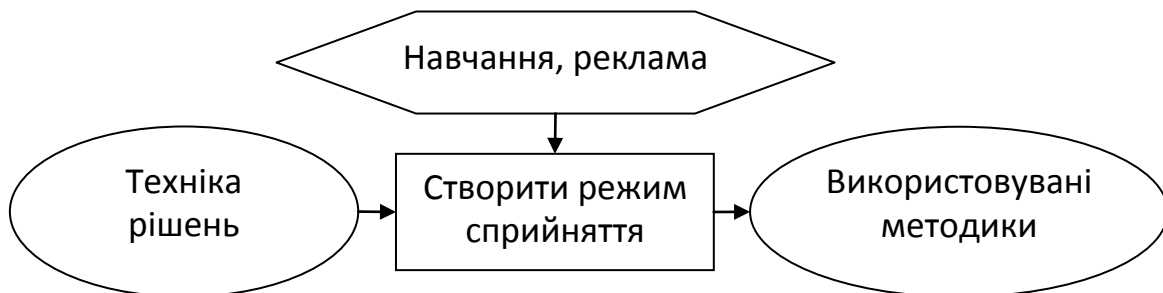 Навчання, реклама
Техніка
рішень
Створити режим
сприйняття
Використовувані
методики